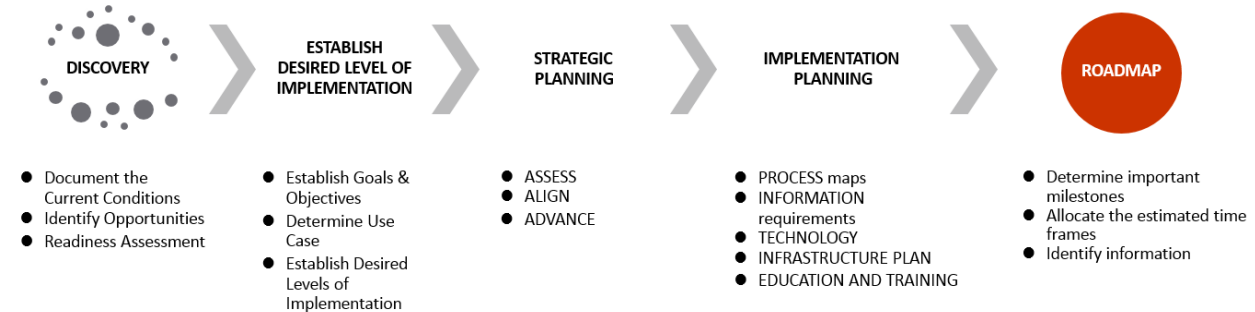 DISCOVERY
ESTABLISH
DESIRED LEVEL OF
IMPLEMENTATION
STRATEGIC
PLANNING
IMPLEMENTATION
PLANNING
ROADMAP
● Document the
Current Conditions
● Identify Opportunities
● Readiness Assessment
● Establish Goals &
Objectives
● Determine Use
Case
● Establish Desired
Levels of
Implementation
● ASSESS
● ALIGN
● ADVANCE
● PROCESS maps
● INFORMATION
requirements
● TECHNOLOGY
● INFRASTRUCTURE PLAN
● EDUCATION AND TRAINING
● Determine important
milestones
● Allocate the estimated time
frames
● Identify information